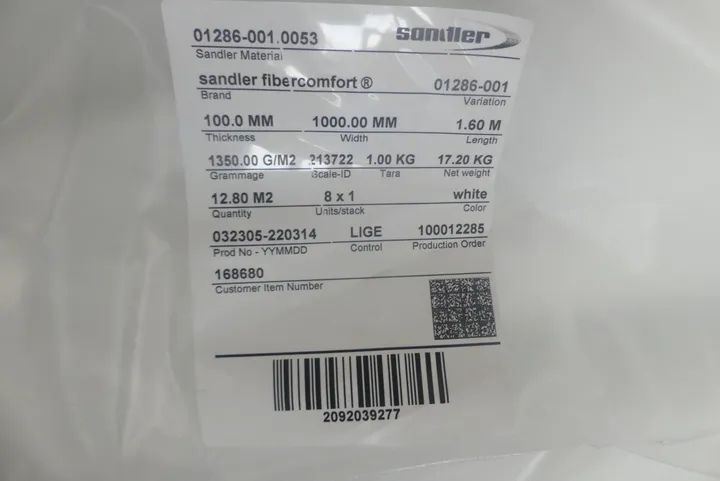 01286-001.0053 sandler
Sandler Material
sandler fibercomfort ® 01286-001
Brand Variation
100.0 MM 1000.00 MM 1.60 M
Thickness Width Length
1350.00 G/M2 213722 1.00 KG 17.20 KG
Grammage Scale-ID Tara Net weight
12.80 M2 8 x 1 white
Quantity Units/stack Color
032305-220314 LIGE 100012285
Prod No - YYMMDD Control Production Order
168680
Customer Item Number
2092039277